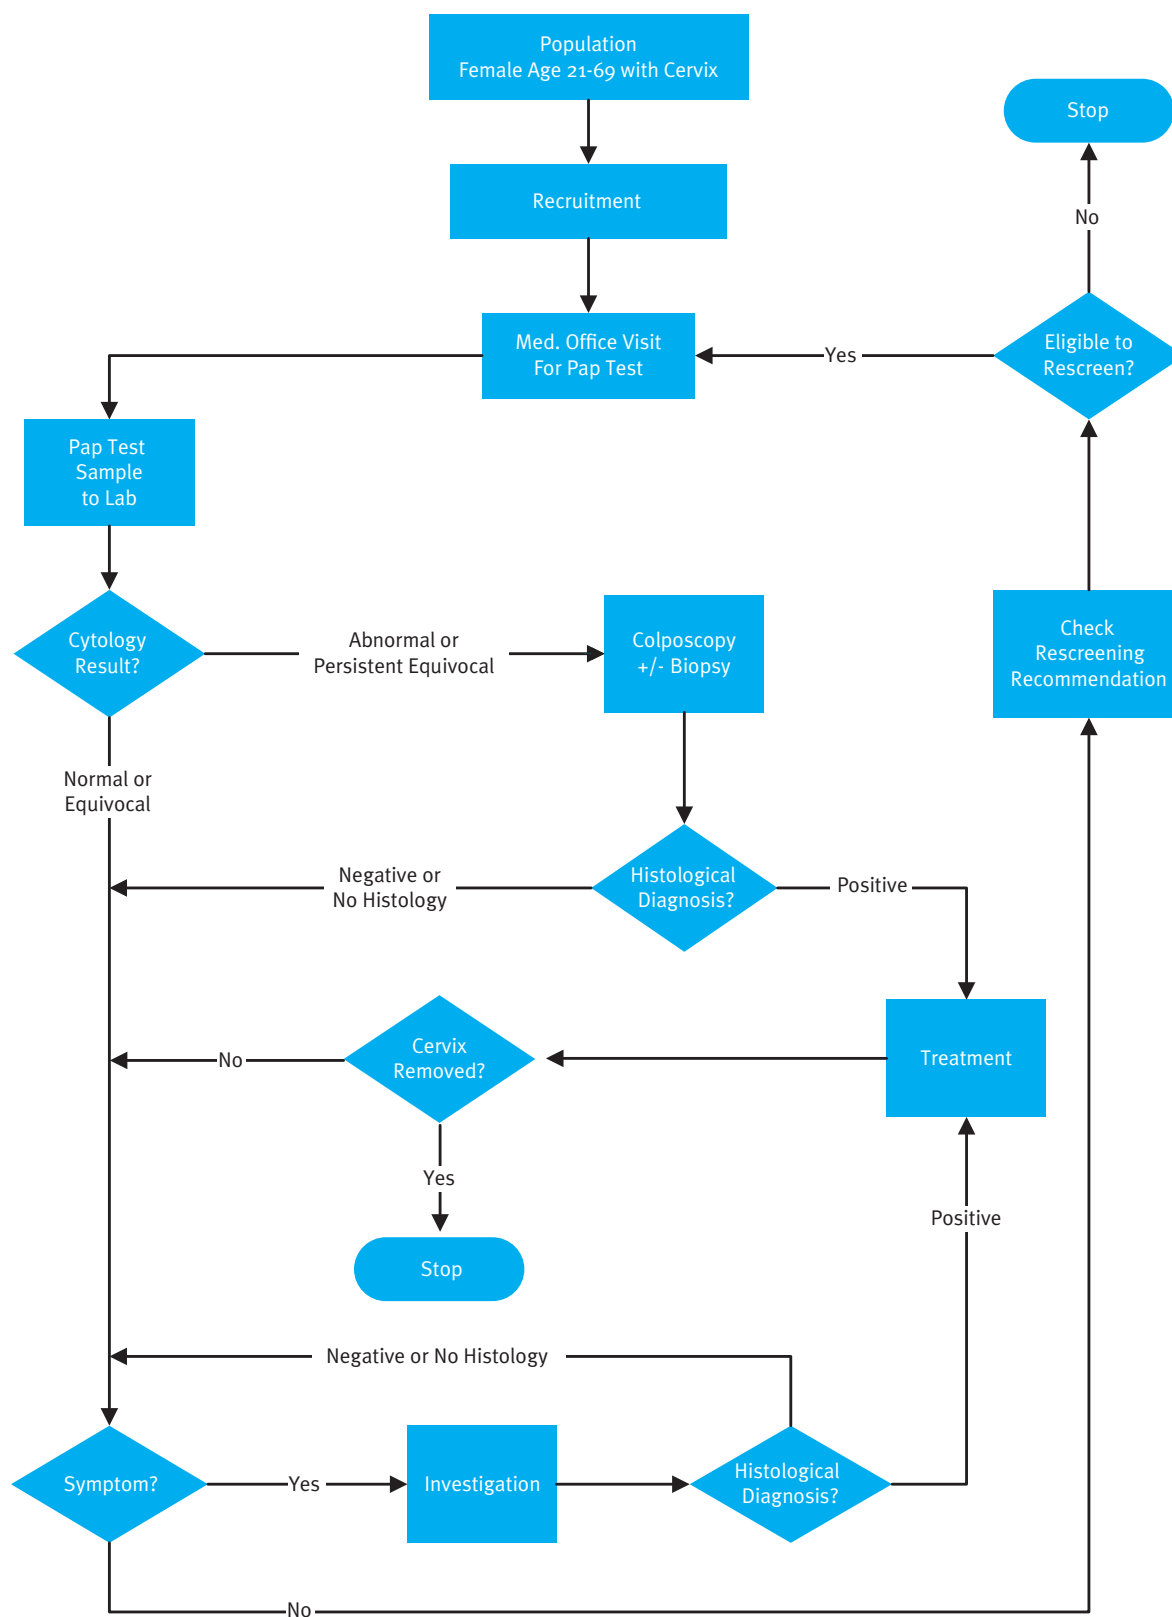 Population
Female Age 21-69 with Cervix
Stop
Recruitment
No
Med. Office Visit
For Pap Test
Yes
Eligible to
Rescreen?
Pap Test
Sample
to Lab
Cytology
Result?
Abnormal or
Persistent Equivocal
Colposcopy
+/- Biopsy
Check
Rescreening
Recommendation
Normal or
Equivocal
Negative or
No Histology
Histological
Diagnosis?
Positive
No
Cervix
Removed?
Treatment
Yes
Positive
Stop
Negative or No Histology
Symptom?
Yes
Investigation
Histological
Diagnosis?
No